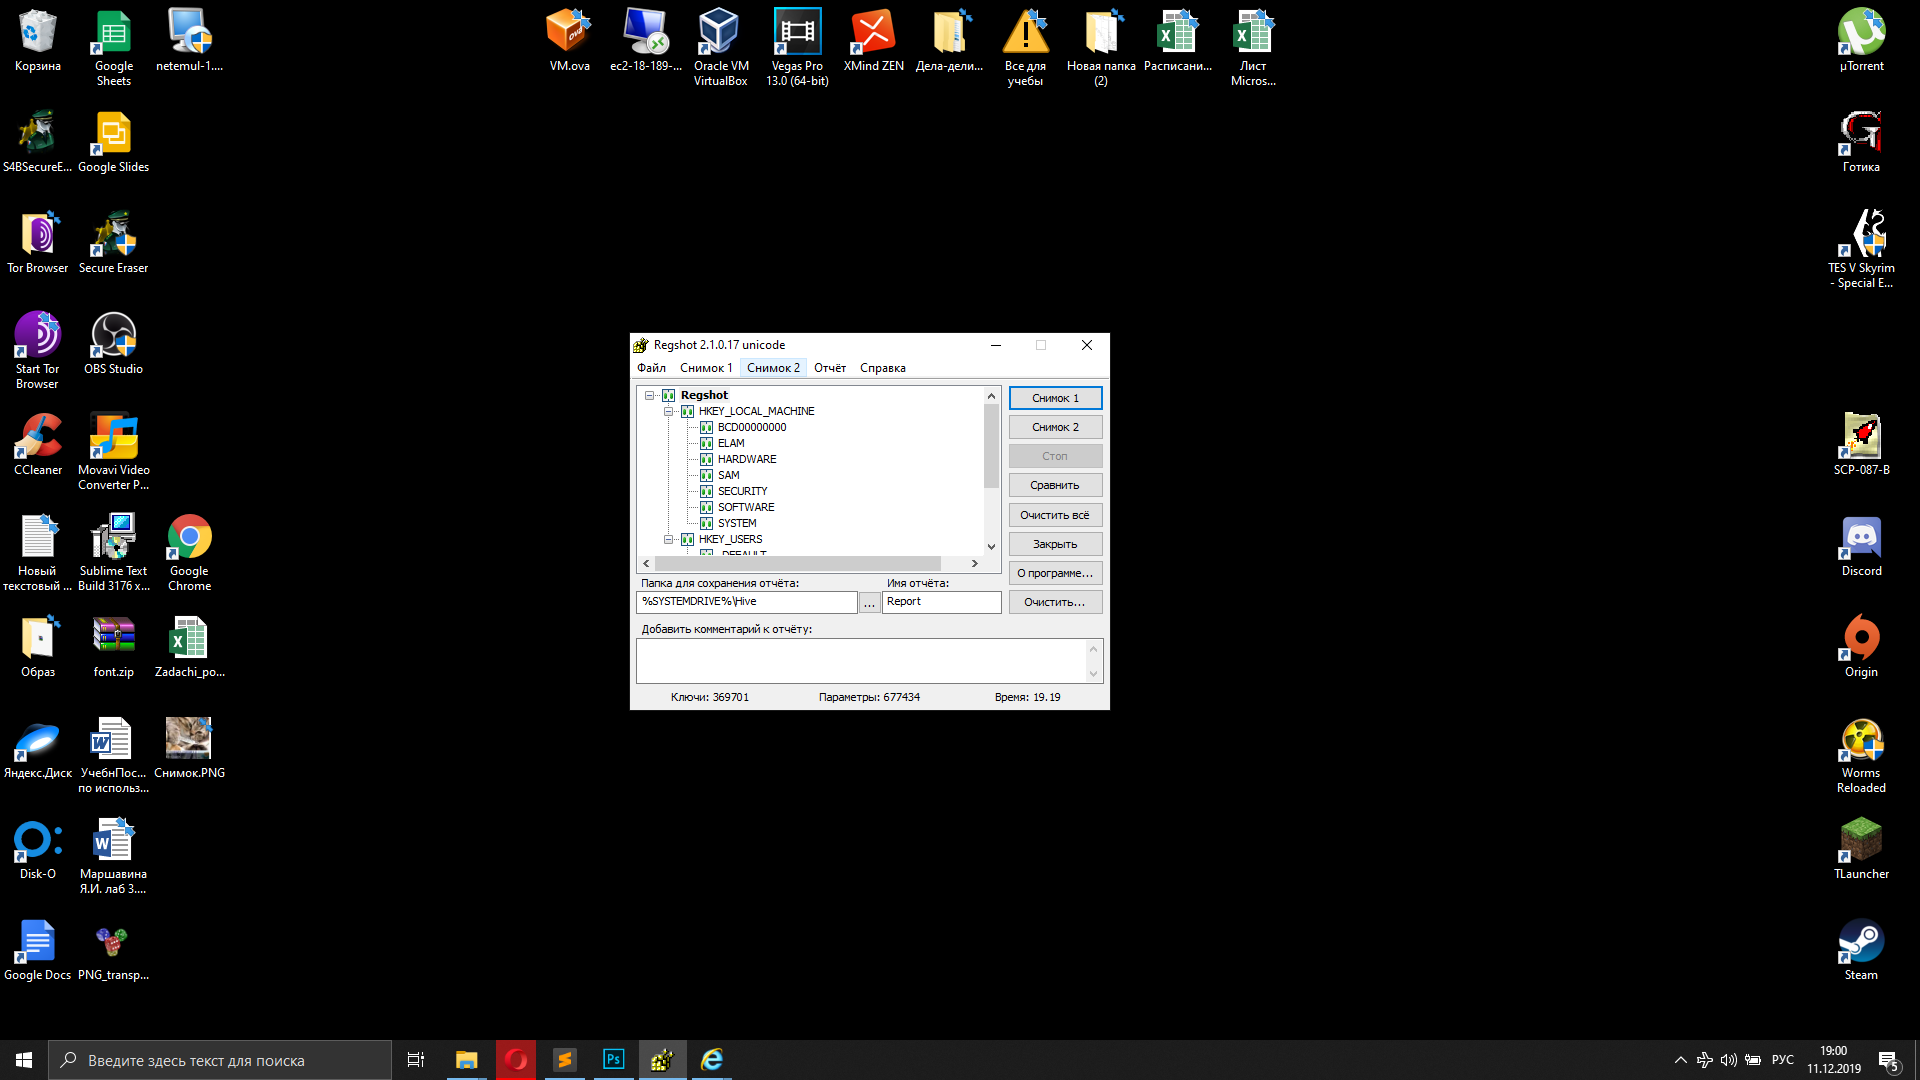 Корзина
Google
Sheets
netemul-1....
VM.ova
ec2-18-189-...
Oracle VM
VirtualBox
Vegas Pro
13.0 (64-bit)
XMind ZEN
Дела-дели...
Все для
учебы
Новая папка
(2)
Расписани...
Лист
Micros...
µTorrent
S4BSecureE...
Google Slides
Готика
Tor Browser
Secure Eraser
TES V Skyrim
- Special E...
Start Tor
Browser
OBS Studio
Regshot 2.1.0.17 unicode
Файл
Снимок 1
Снимок 2
Отчёт
Справка
Regshot
HKEY_LOCAL_MACHINE
BCD00000000
ELAM
HARDWARE
SAM
SECURITY
SOFTWARE
SYSTEM
HKEY_USERS
.DEFAULT
Снимок 1
Снимок 2
Стоп
Сравнить
Очистить всё
Закрыть
О программе...
Очистить...
Папка для сохранения отчёта:
Имя отчёта:
%SYSTEMDRIVE%\Hive
...
Report
Добавить комментарий к отчёту:
Ключи: 369701
Параметры: 677434
Время: 19.19
CCleaner
Movavi Video
Converter P...
SCP-087-B
Новый
текстовый ...
Sublime Text
Build 3176 x...
Google
Chrome
Discord
Образ
font.zip
Zadachi_po...
Origin
Яндекс.Диск
УчебнПос...
по использ...
Снимок.PNG
Worms
Reloaded
Disk-O
Маршавина
Я.И. лаб 3....
TLauncher
Google Docs
PNG_transp...
Steam
Введите здесь текст для поиска
Ps
РУС
19:00
11.12.2019
5